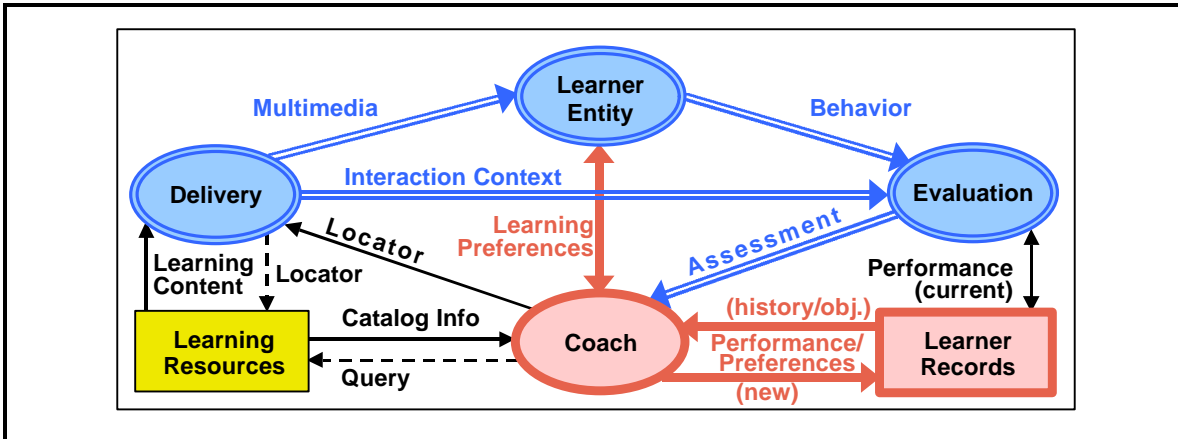 Learner
Entity
Multimedia
Behavior
Delivery
Interaction Context
Evaluation
Learning
Preferences
Locator
Assessment
Learning
Content
Locator
Performance
(current)
Learning
Resources
Catalog Info
Query
Coach
(history/obj.)
Performance/
Preferences
(new)
Learner
Records